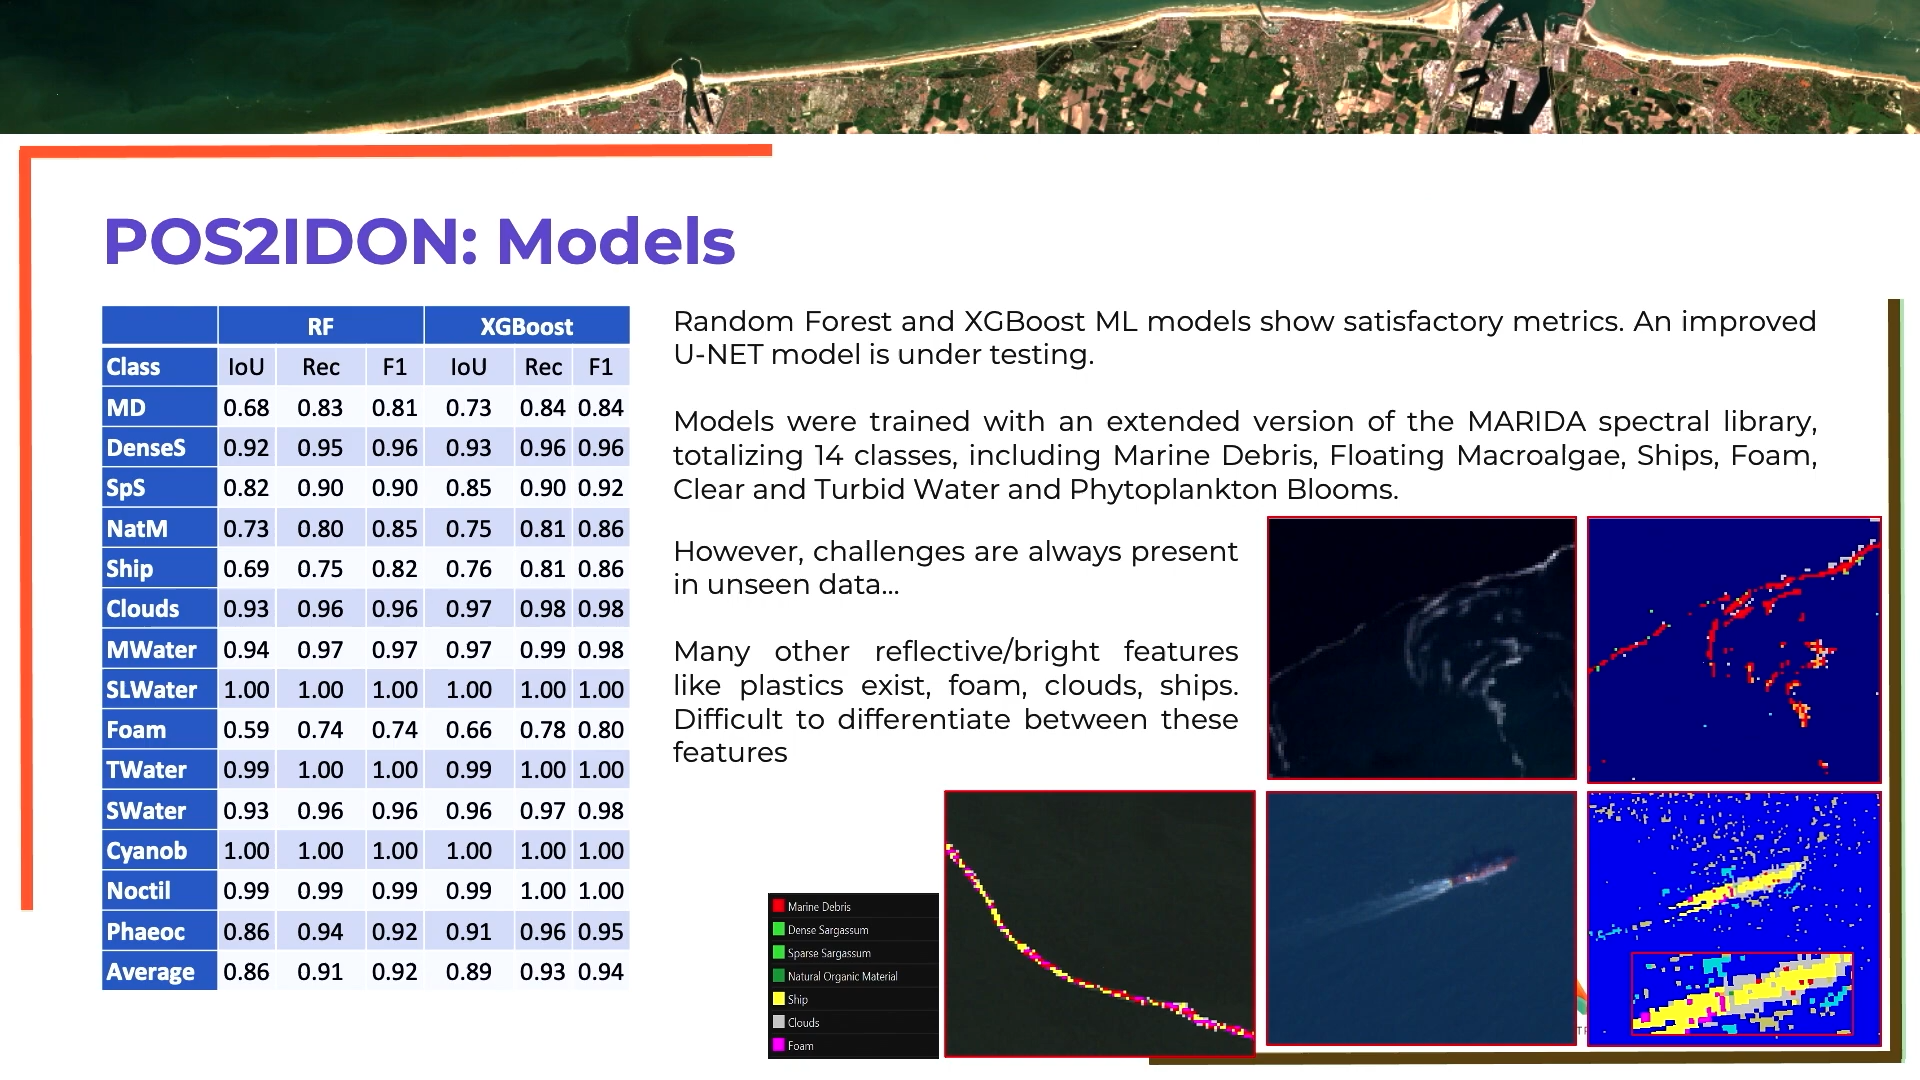 POS2IDON: Models
RF XGBoost
Class IoU Rec F1 IoU Rec F1
MD 0.68 0.83 0.81 0.73 0.84 0.84
DenseS 0.92 0.95 0.96 0.93 0.96 0.96
SpS 0.82 0.90 0.90 0.85 0.90 0.92
NatM 0.73 0.80 0.85 0.75 0.81 0.86
Ship 0.69 0.75 0.82 0.76 0.81 0.86
Clouds 0.93 0.96 0.96 0.97 0.98 0.98
MWater 0.94 0.97 0.97 0.97 0.99 0.98
SLWater 1.00 1.00 1.00 1.00 1.00 1.00
Foam 0.59 0.74 0.74 0.66 0.78 0.80
TWater 0.99 1.00 1.00 0.99 1.00 1.00
SWater 0.93 0.96 0.96 0.96 0.97 0.98
Cyanob 1.00 1.00 1.00 1.00 1.00 1.00
Noctil 0.99 0.99 0.99 0.99 1.00 1.00
Phaeoc 0.86 0.94 0.92 0.91 0.96 0.95
Average 0.86 0.91 0.92 0.89 0.93 0.94
Random Forest and XGBoost ML models show satisfactory metrics. An improved
U-NET model is under testing.
Models were trained with an extended version of the MARIDA spectral library,
totalizing 14 classes, including Marine Debris, Floating Macroalgae, Ships, Foam,
Clear and Turbid Water and Phytoplankton Blooms.
However, challenges are always present
in unseen data...
Many other reflective/bright features
like plastics exist, foam, clouds, ships.
Difficult to differentiate between these
features
Marine Debris
Dense Sargassum
Sparse Sargassum
Natural Organic Material
Ship
Clouds
Foam